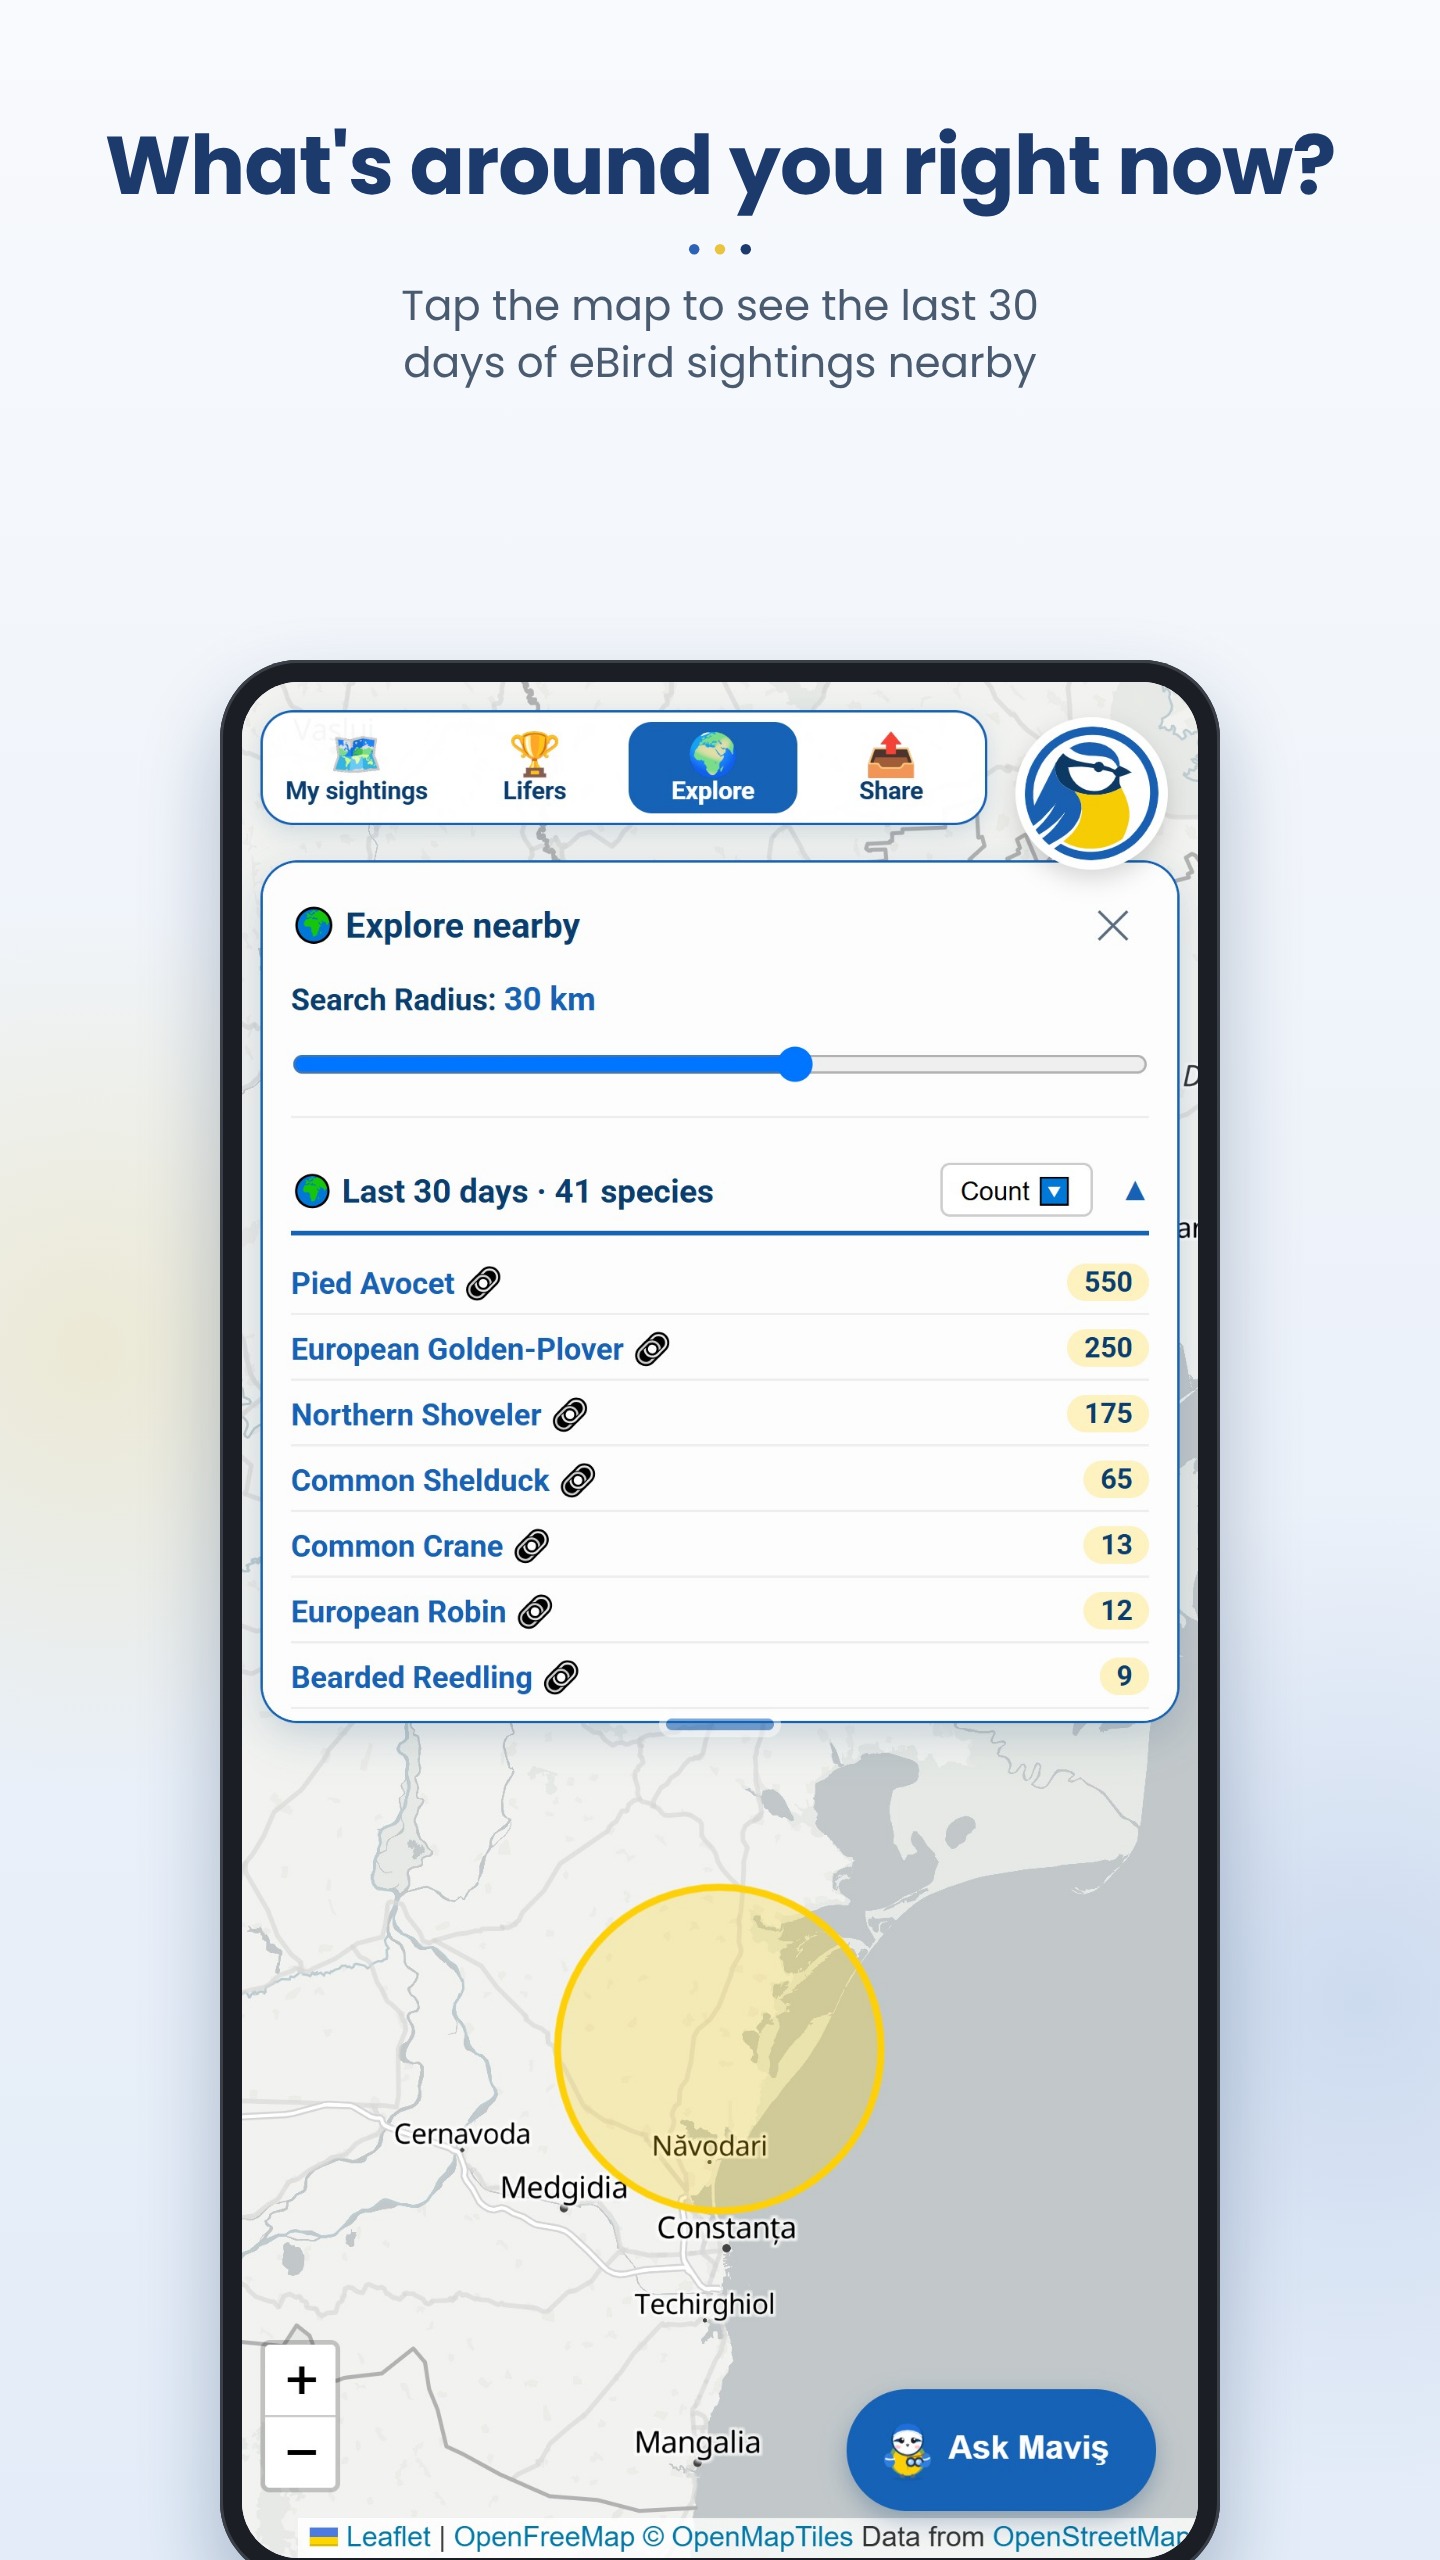 What's around you right now?
Tap the map to see the last 30
days of eBird sightings nearby
Vaslui
My sightings
Lifers
Explore
Share
Explore nearby
Search Radius: 30 km
Last 30 days · 41 species
Count
Pied Avocet
550
European Golden-Plover
250
Northern Shoveler
175
Common Shelduck
65
Common Crane
13
European Robin
12
Bearded Reedling
9
Cernavoda
Năvodari
Medgidia
Constanța
Techirghiol
+
−
Mangalia
Ask Maviş
Leaflet | OpenFreeMap © OpenMapTiles Data from OpenStreetMap